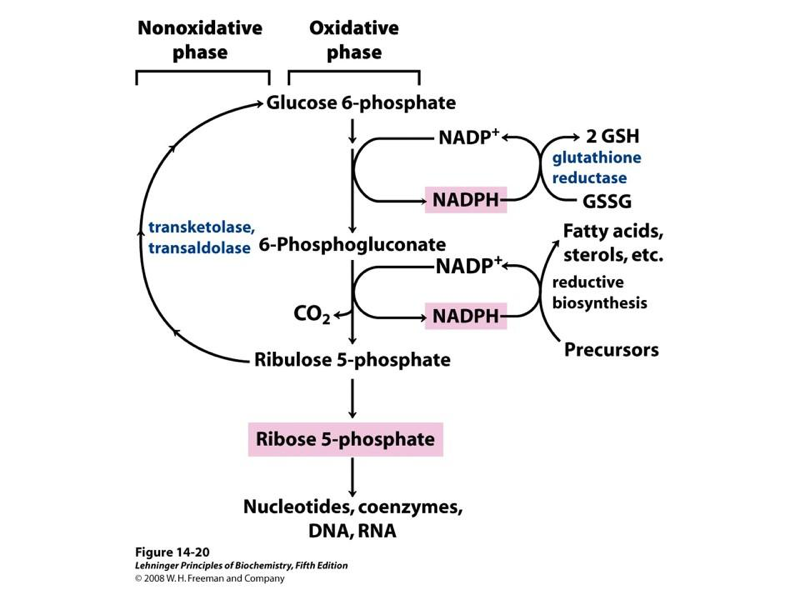 Nonoxidative
phase
Oxidative
phase
Glucose 6-phosphate
NADP+
2 GSH
glutathione
reductase
NADPH
GSSG
transketolase,
transaldolase
6-Phosphogluconate
Fatty acids,
sterols, etc.
NADP+
reductive
biosynthesis
CO2
NADPH
Precursors
Ribulose 5-phosphate
Ribose 5-phosphate
Nucleotides, coenzymes,
DNA, RNA
Figure 14-20
Lehninger Principles of Biochemistry, Fifth Edition
© 2008 W. H. Freeman and Company